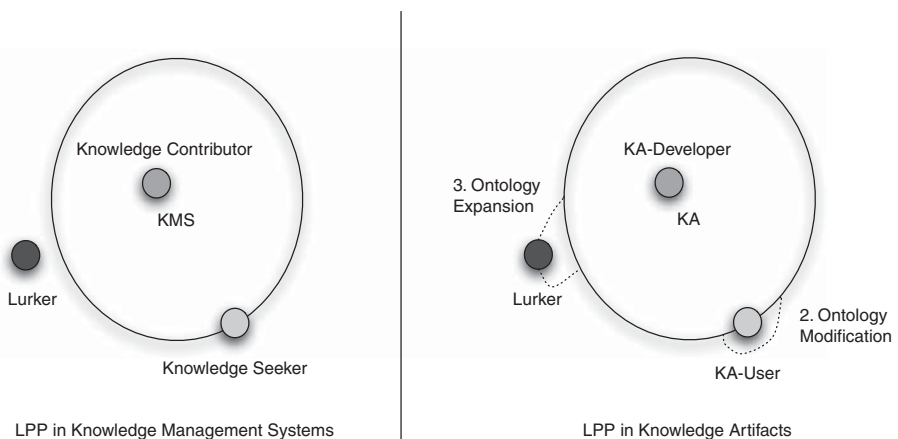 Knowledge Contributor
KMS
Lurker
Knowledge Seeker
LPP in Knowledge Management Systems
KA-Developer
3. Ontology
Expansion
KA
Lurker
2. Ontology
Modification
KA-User
LPP in Knowledge Artifacts